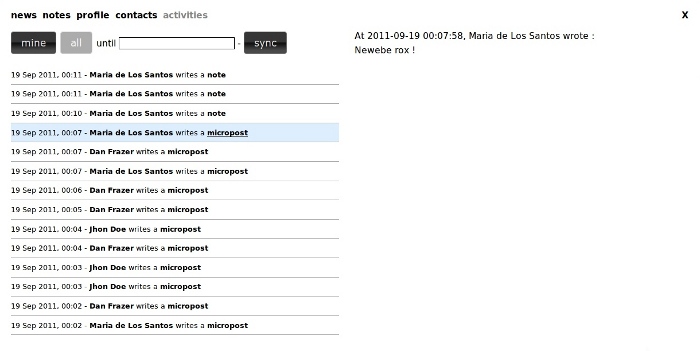 news notes profile contacts activities X
mine all until - sync
At 2011-09-19 00:07:58, Maria de Los Santos wrote :
Newebe rox !
19 Sep 2011, 00:11 - Maria de Los Santos writes a note
19 Sep 2011, 00:11 - Maria de Los Santos writes a note
19 Sep 2011, 00:10 - Maria de Los Santos writes a note
19 Sep 2011, 00:07 - Maria de Los Santos writes a micropost
19 Sep 2011, 00:07 - Dan Frazer writes a micropost
19 Sep 2011, 00:07 - Maria de Los Santos writes a micropost
19 Sep 2011, 00:06 - Dan Frazer writes a micropost
19 Sep 2011, 00:05 - Dan Frazer writes a micropost
19 Sep 2011, 00:04 - Jhon Doe writes a micropost
19 Sep 2011, 00:04 - Dan Frazer writes a micropost
19 Sep 2011, 00:03 - Jhon Doe writes a micropost
19 Sep 2011, 00:03 - Jhon Doe writes a micropost
19 Sep 2011, 00:02 - Dan Frazer writes a micropost
19 Sep 2011, 00:02 - Maria de Los Santos writes a micropost